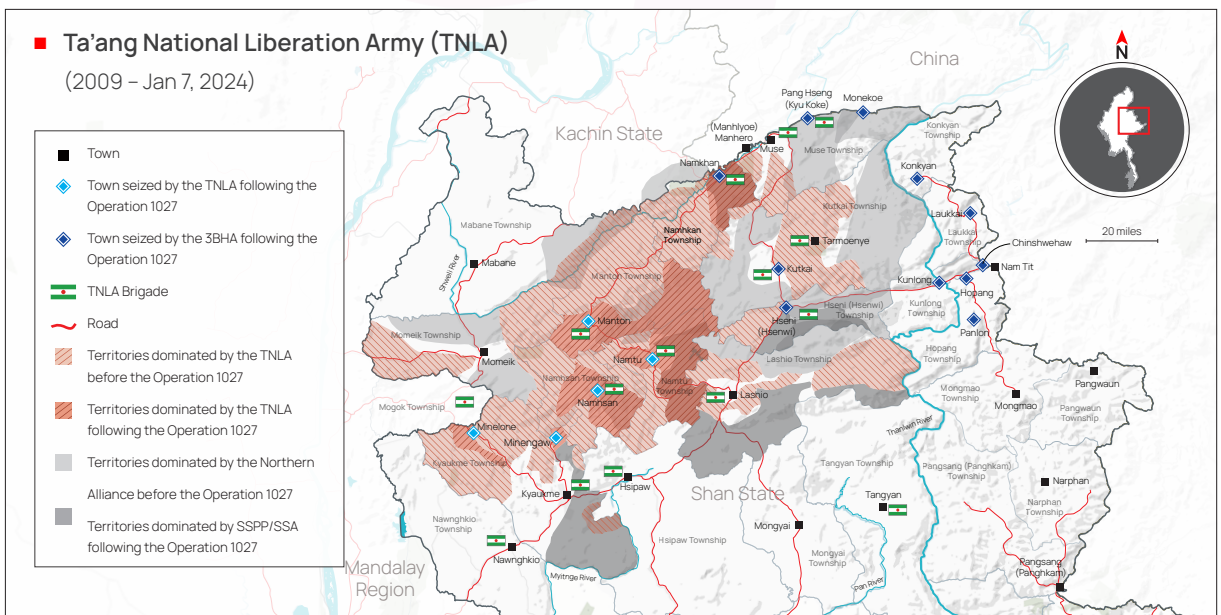 Ta'ang National Liberation Army (TNLA)
(2009 – Jan 7, 2024)
Town
Town seized by the TNLA following the
Operation 1027
Town seized by the 3BHA following the
Operation 1027
TNLA Brigade
Road
Territories dominated by the TNLA
before the Operation 1027
Territories dominated by the TNLA
following the Operation 1027
Territories dominated by the Northern
Alliance before the Operation 1027
Territories dominated by SSPP/SSA
following the Operation 1027
N
20 miles
China
Kachin State
Shan State
Mandalay
Region
Pang Hseng
(Kyu Koke)
Monekoe
(Manhlyoe)
Manhero
Muse
Muse Township
Namkhan
Konkyan
Township
Konkyan
Laukkai
Laukkai
Township
Chinshwehaw
Nam Tit
Kutkai Township
Tarmoenye
Namhkan
Township
Mabane Township
Mabane
Shweli River
Manton Township
Kutkai
Kunlong
Hopang
Kunlong
Township
Panlon
Hseni (Hsenwi)
Township
Hseni
(Hsenwi)
Manton
Momeik Township
Momeik
Namtu
Namhsan Township
Namtu
Township
Namhsan
Lashio Township
Lashio
Hopang
Township
Mongmao
Township
Mongmao
Pangwaun
Pangwaun
Township
Mogok Township
Minelone
Minengaw
Kyaukme Township
Kyaukme
Hsipaw
Thanlwin River
Tangyan Township
Tangyan
Pangsang (Panghkam)
Township
Narphan
Narphan
Township
Nawnghkio
Township
Nawnghkio
Hsipaw Township
Mongyai
Mongyai
Township
Myitnge River
Pan River
Pangsang
(Panghkam)